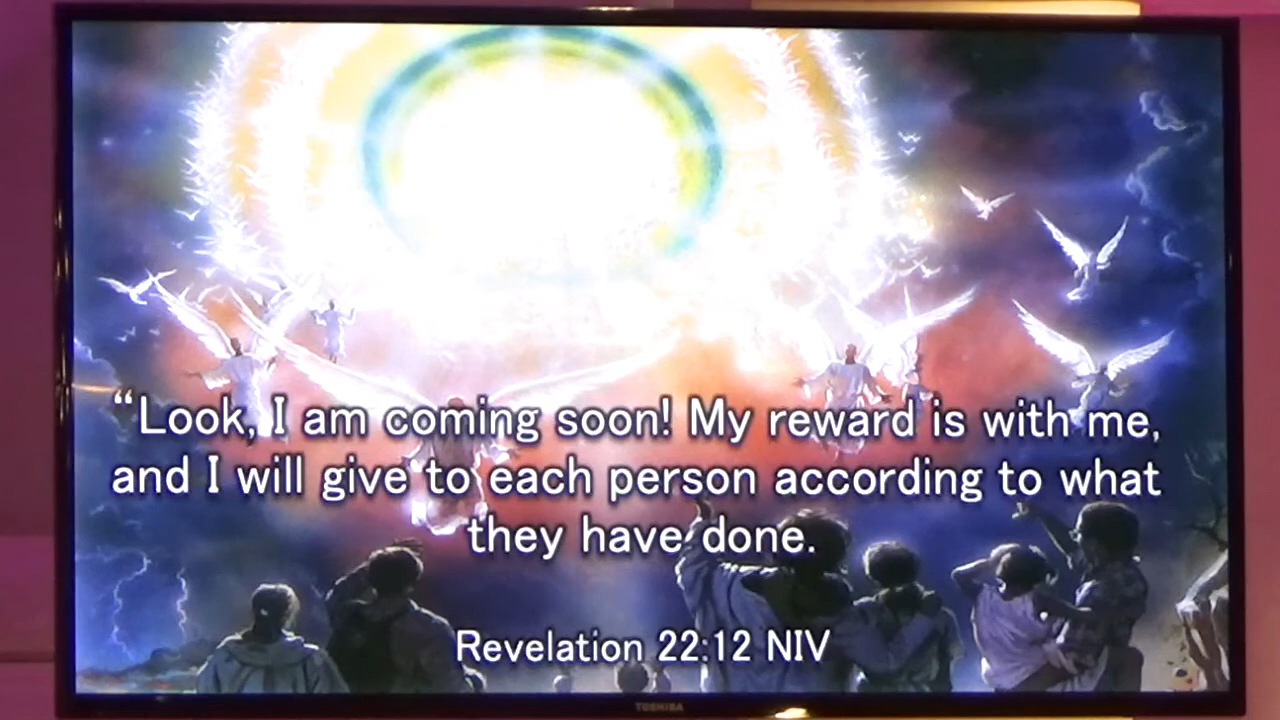 “Look, I am coming soon! My reward is with me,
and I will give to each person according to what
they have done.
Revelation 22:12 NIV
TOSHIBA